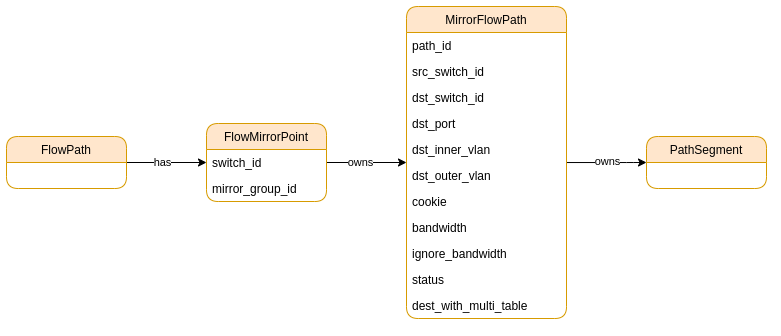 FlowPath
has
FlowMirrorPoint
switch_id
mirror_group_id
owns
MirrorFlowPath
path_id
src_switch_id
dst_switch_id
dst_port
dst_inner_vlan
dst_outer_vlan
cookie
bandwidth
ignore_bandwidth
status
dest_with_multi_table
owns
PathSegment